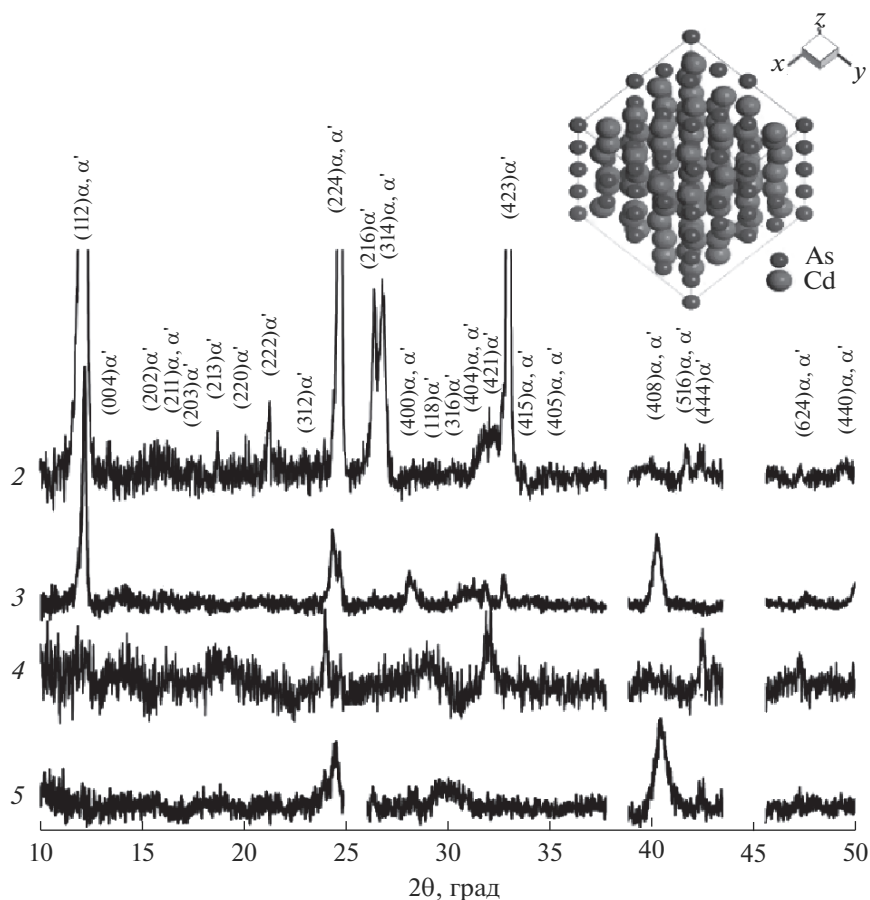 z
x
y
As
Cd
(112)α, α'
(004)α'
(202)α'
(211)α, α'
(203)α'
(213)α'
(220)α'
(222)α'
(312)α'
(224)α, α'
(216)α'
(314)α, α'
(400)α, α'
(118)α'
(316)α'
(404)α, α'
(421)α'
(423)α'
(415)α, α'
(405)α, α'
(408)α, α'
(516)α, α'
(444)α'
(624)α, α'
(440)α, α'
2
3
4
5
10 15 20 25 30 35 40 45 50
2θ, град